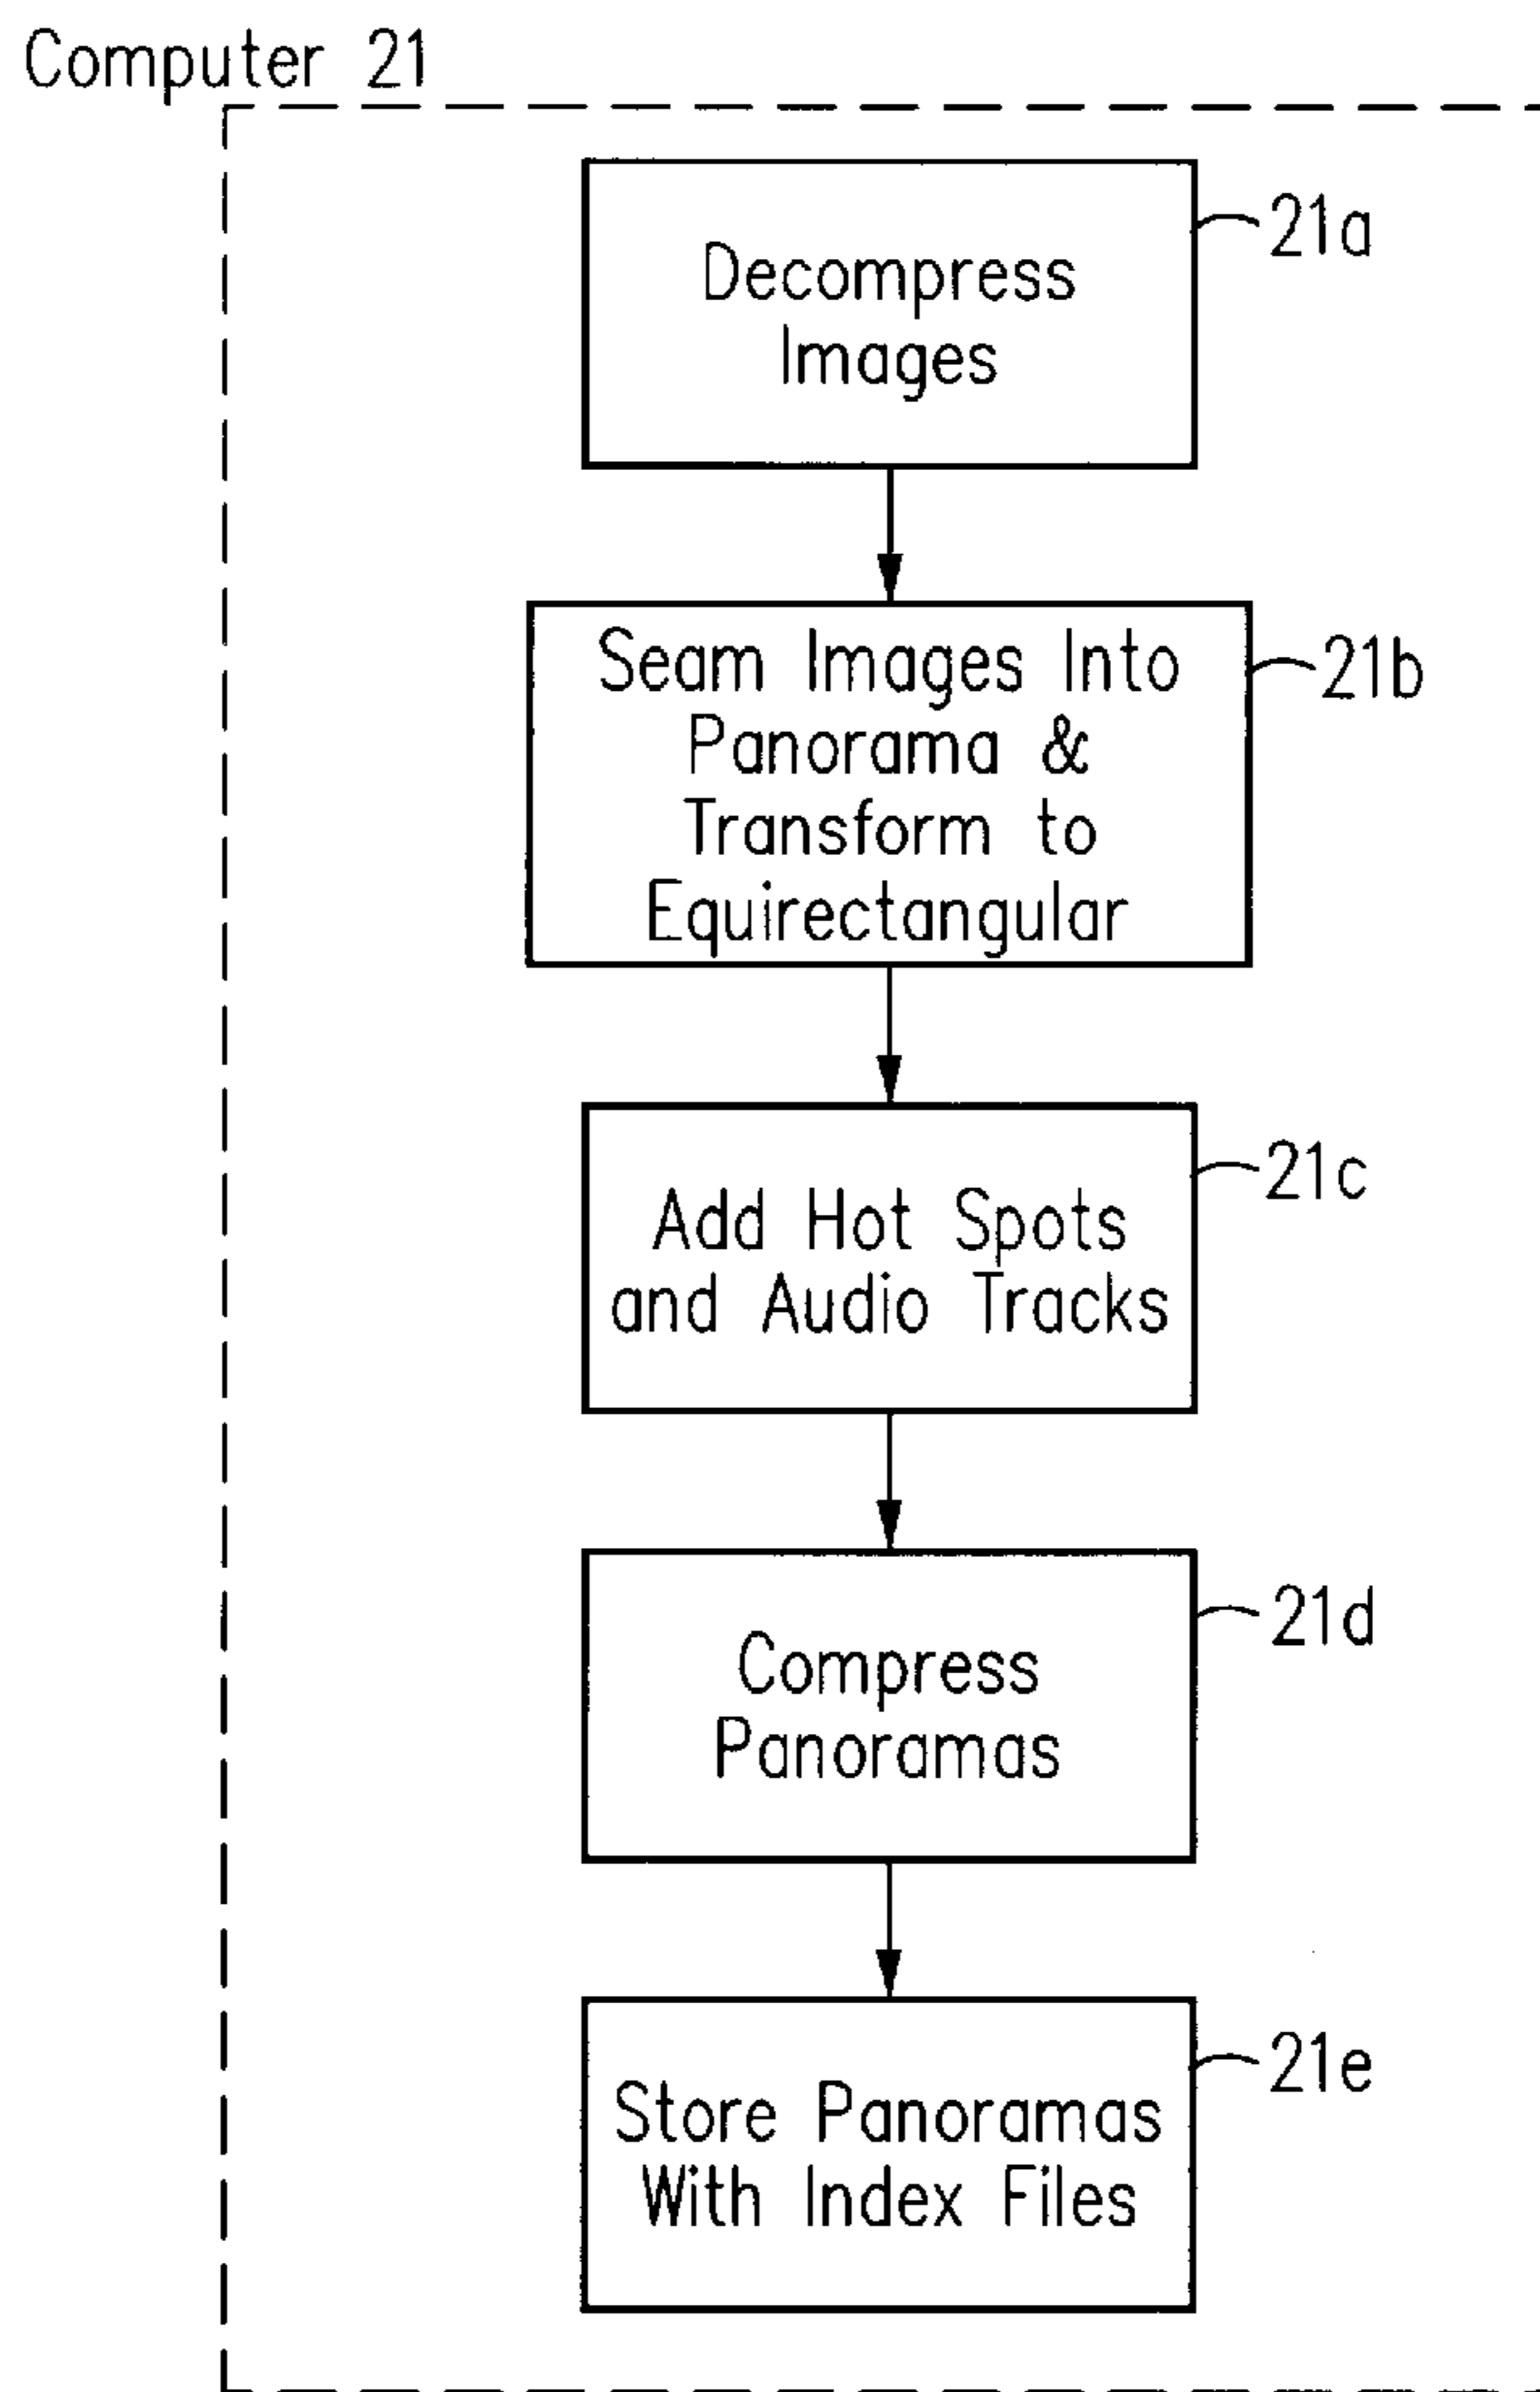 Computer 21
Decompress
Images
21a
Seam Images Into
Panorama &
Transform to
Equirectangular
21b
Add Hot Spots
and Audio Tracks
21c
Compress
Panoramas
21d
Store Panoramas
With Index Files
21e